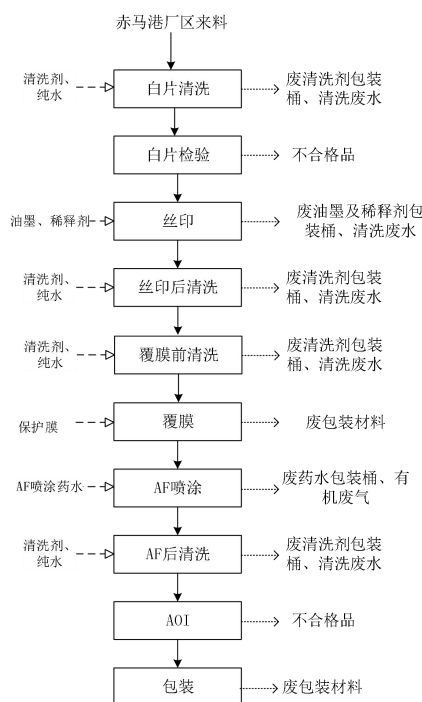 赤马港厂区来料
清洗剂、
纯水
白片清洗
废清洗剂包装
桶、清洗废水
白片检验
不合格品
油墨、稀释剂
丝印
废油墨及稀释剂包
装桶、清洗废水
清洗剂、
纯水
丝印后清洗
废清洗剂包装
桶、清洗废水
清洗剂、
纯水
覆膜前清洗
废清洗剂包装
桶、清洗废水
保护膜
覆膜
废包装材料
AF喷涂药水
AF喷涂
废药水包装桶、有
机废气
清洗剂、
纯水
AF后清洗
废清洗剂包装
桶、清洗废水
AOI
不合格品
包装
废包装材料